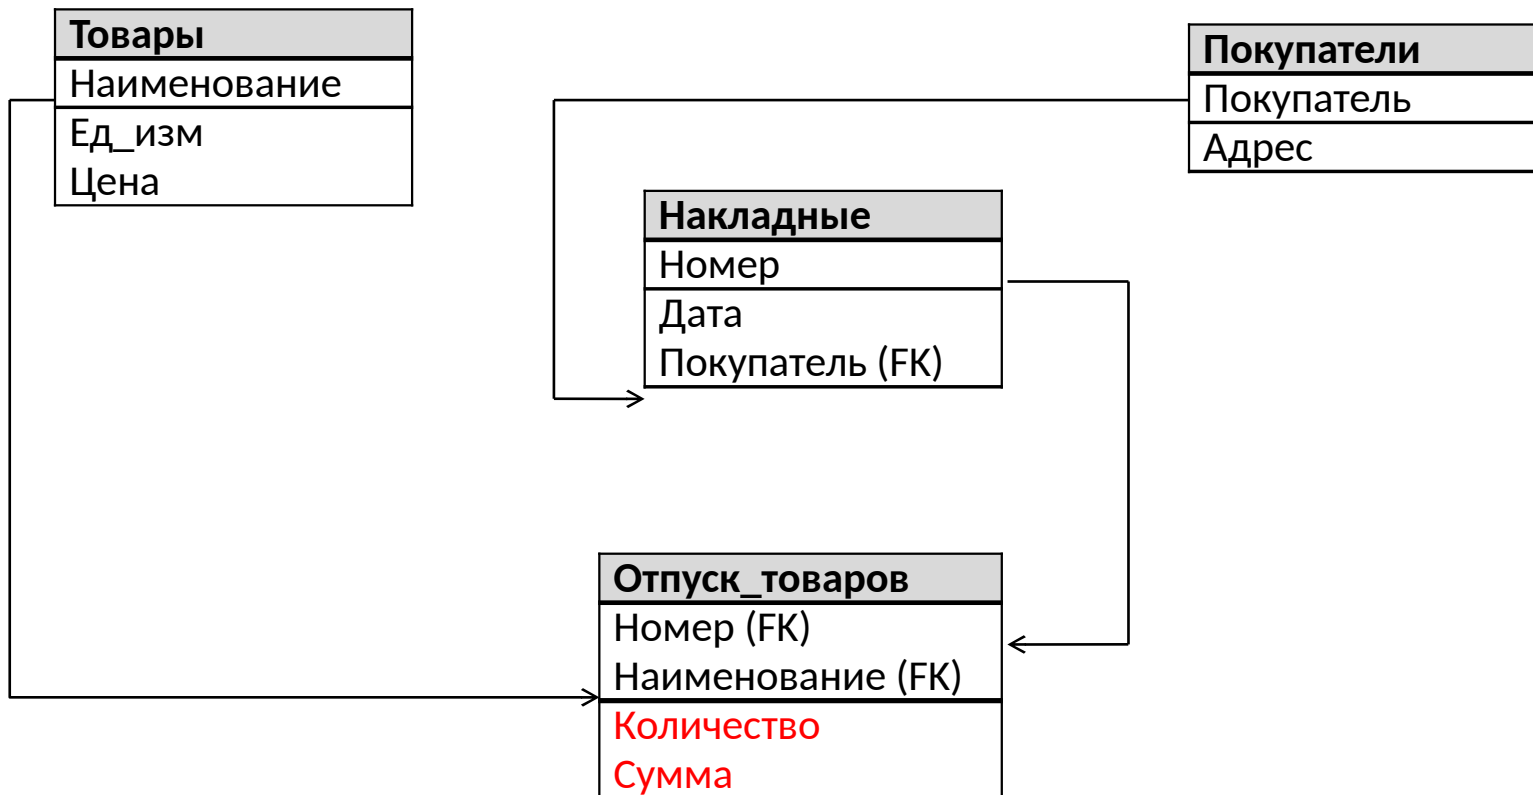 Товары
Наименование
Ед_изм
Цена
Покупатели
Покупатель
Адрес
Накладные
Номер
Дата
Покупатель (FK)
Отпуск_товаров
Номер (FK)
Наименование (FK)
Количество
Сумма